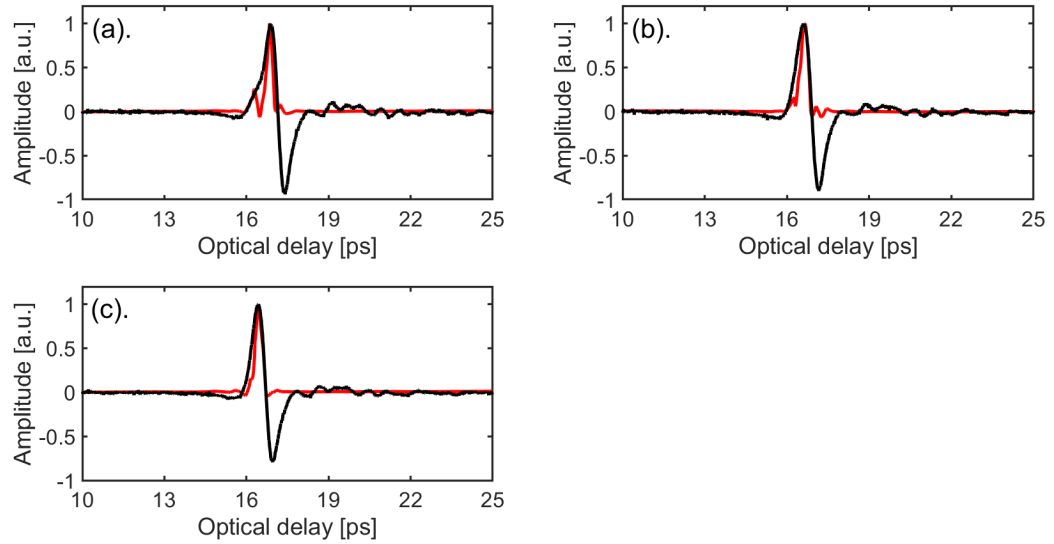 (a).
Amplitude [a.u.]
1
0.5
0
-0.5
-1
10 13 16 19 22 25
Optical delay [ps]
(b).
Amplitude [a.u.]
1
0.5
0
-0.5
-1
10 13 16 19 22 25
Optical delay [ps]
(c).
Amplitude [a.u.]
1
0.5
0
-0.5
-1
10 13 16 19 22 25
Optical delay [ps]